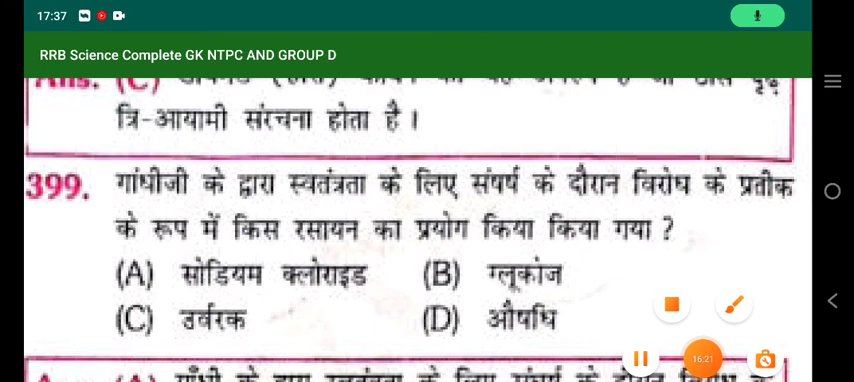 17:37
RRB Science Complete GK NTPC AND GROUP D
Ans. (C)
त्रि-आयामी संरचना होता है।
399. गांधीजी के द्वारा स्वतंत्रता के लिए संघर्ष के दौरान विरोध के प्रतीक
के रूप में किस रसायन का प्रयोग किया किया गया ?
(A) सोडियम क्लोराइड (B) ग्लूकोज
(C) उर्वरक (D) औषधि
16:21